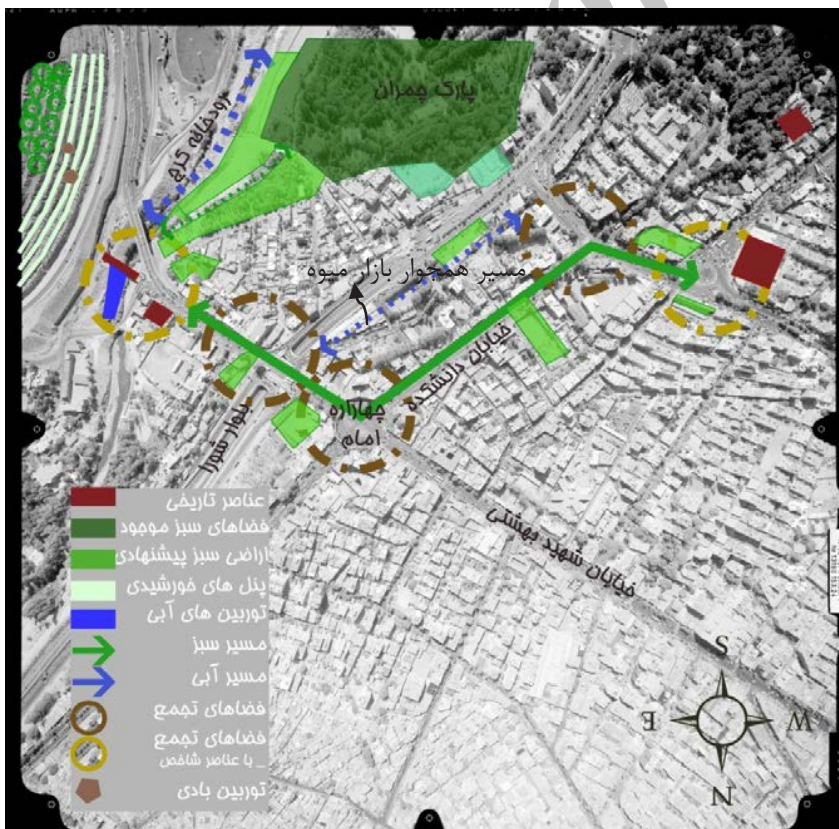 پارک چمران
رودخانه کرج
مسیر همجوار بازار میوه
خیابان دانشکده
چهارراه
امام
بلوار شورا
خیابان شهید بهشتی
عناصر تاریخی
فضاهای سبز موجود
اراضی سبز پیشنهادی
پنل های خورشیدی
توربین های آبی
مسیر سبز
مسیر آبی
فضاهای تجمع
فضاهای تجمع
_ با عناصر شاخص
توربین بادی
S
E
W
N